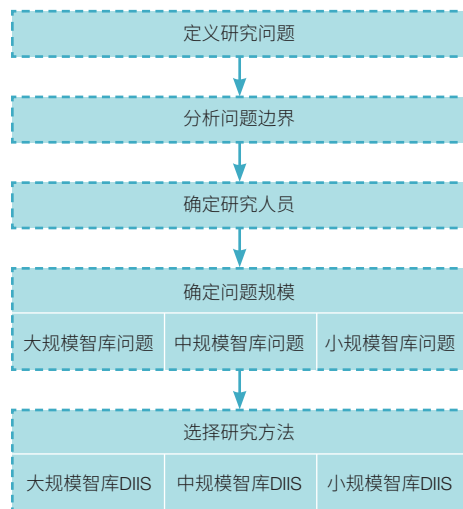 定义研究问题
分析问题边界
确定研究人员
确定问题规模
大规模智库问题 中规模智库问题 小规模智库问题
选择研究方法
大规模智库DIIS 中规模智库DIIS 小规模智库DIIS